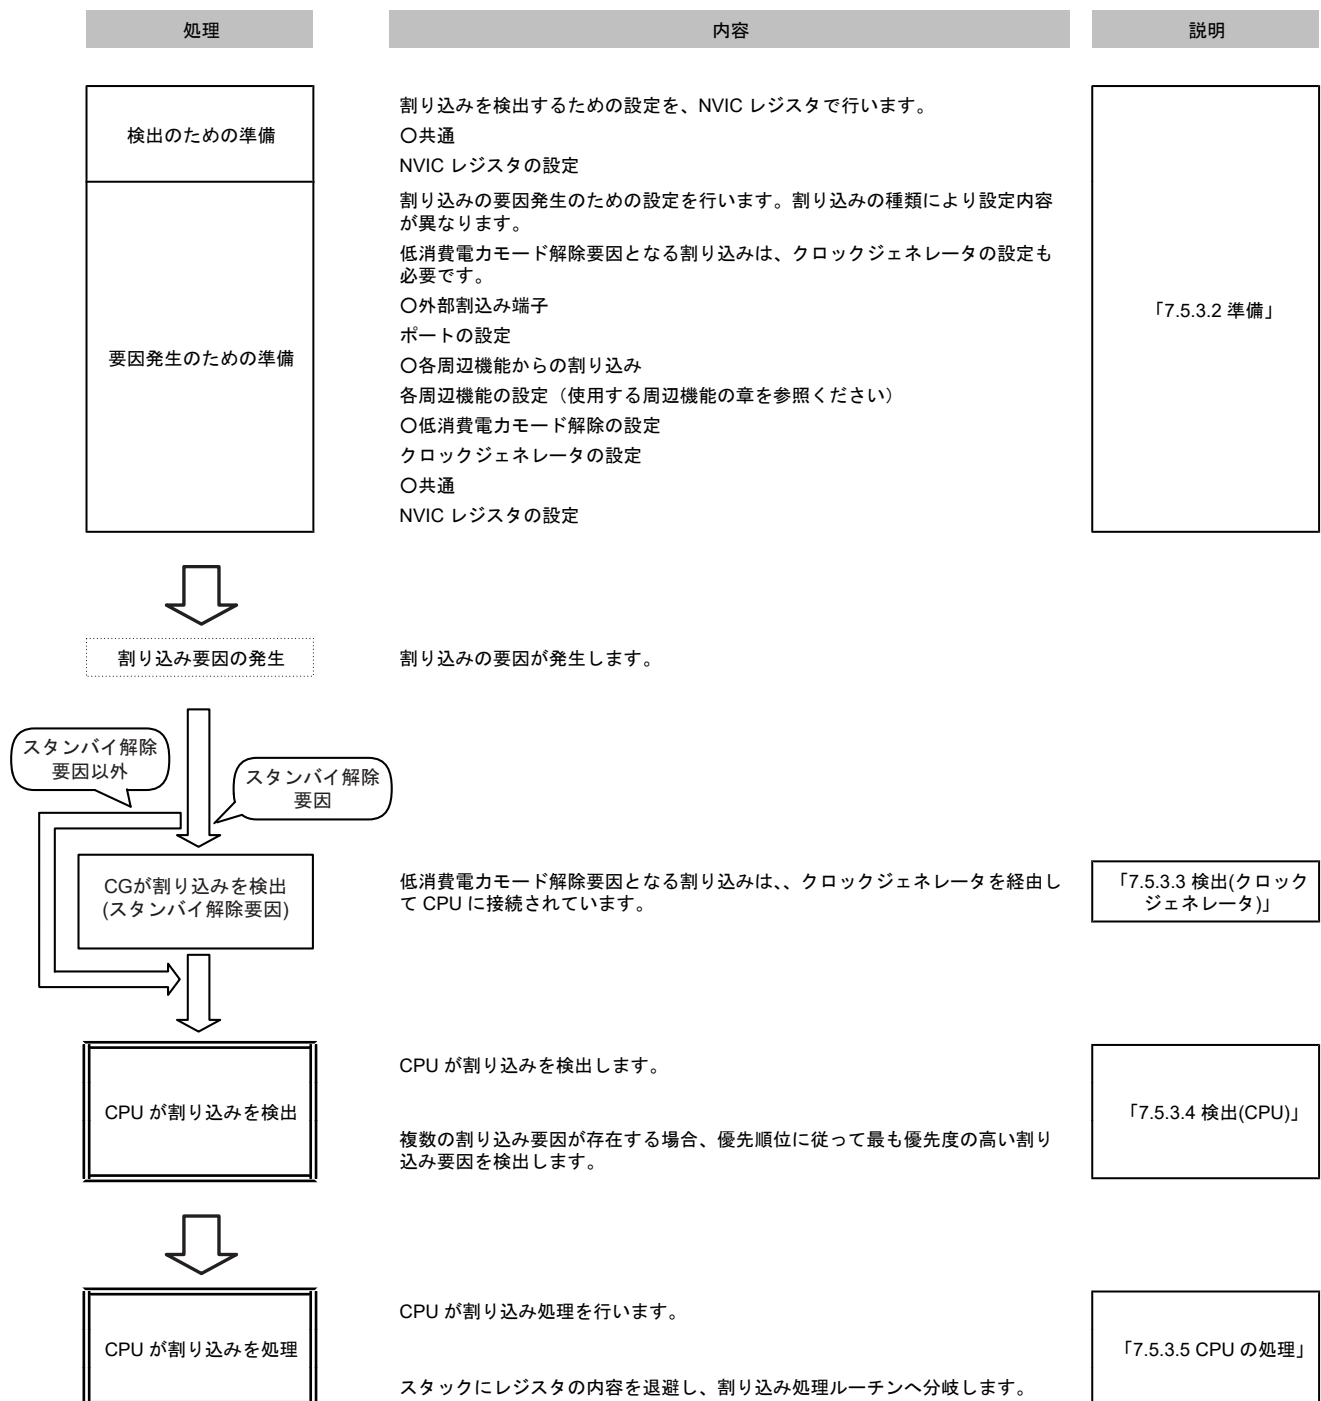 処理
内容
説明
検出のための準備
割り込みを検出するための設定を、NVIC レジスタで行います。
〇共通
NVIC レジスタの設定
要因発生のための準備
割り込みの要因発生のための設定を行います。割り込みの種類により設定内容
が異なります。
低消費電力モード解除要因となる割り込みは、クロックジェネレータの設定も
必要です。
〇外部割込み端子
ポートの設定
〇各周辺機能からの割り込み
各周辺機能の設定（使用する周辺機能の章を参照ください）
〇低消費電力モード解除の設定
クロックジェネレータの設定
〇共通
NVIC レジスタの設定
「7.5.3.2 準備」
割り込み要因の発生
割り込みの要因が発生します。
スタンバイ解除
要因以外
スタンバイ解除
要因
CGが割り込みを検出
(スタンバイ解除要因)
低消費電力モード解除要因となる割り込みは、、クロックジェネレータを経由し
て CPU に接続されています。
「7.5.3.3 検出(クロック
ジェネレータ)」
CPU が割り込みを検出
CPU が割り込みを検出します。
複数の割り込み要因が存在する場合、優先順位に従って最も優先度の高い割り
込み要因を検出します。
「7.5.3.4 検出(CPU)」
CPU が割り込みを処理
CPU が割り込み処理を行います。
スタックにレジスタの内容を退避し、割り込み処理ルーチンへ分岐します。
「7.5.3.5 CPU の処理」